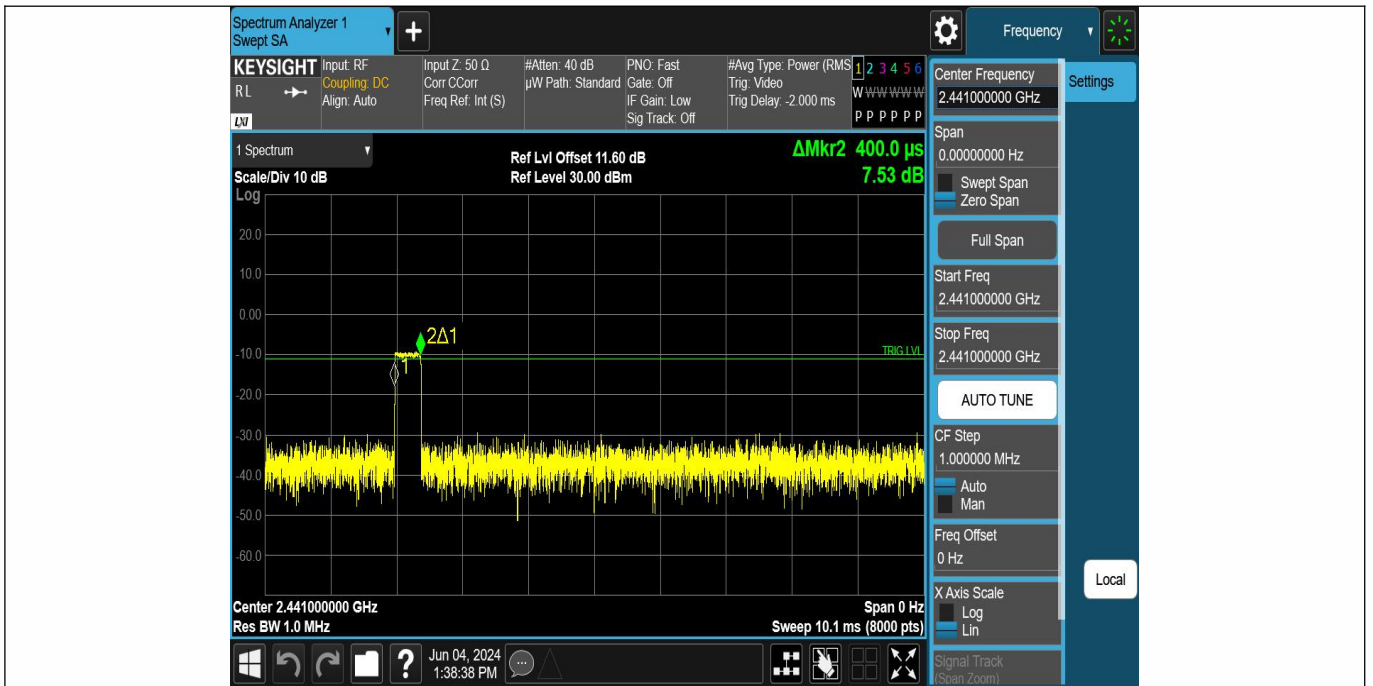 Spectrum Analyzer 1
Swept SA
+
Frequency
KEYSIGHT
RL
LXI
Input: RF
Coupling: DC
Align: Auto
Input Z: 50 Ω
Corr CCorr
Freq Ref: Int (S)
#Atten: 40 dB
µW Path: Standard
PNO: Fast
Gate: Off
IF Gain: Low
Sig Track: Off
#Avg Type: Power (RMS
Trig: Video
Trig Delay: -2.000 ms
1 2 3 4 5 6
W W W W W W
P P P P P P
1 Spectrum
Scale/Div 10 dB
Log
Ref Lvl Offset 11.60 dB
Ref Level 30.00 dBm
ΔMkr2 400.0 µs
7.53 dB
20.0
10.0
0.00
-10.0
-20.0
-30.0
-40.0
-50.0
-60.0
2Δ1
1
TRIG LVL
Center 2.441000000 GHz
Res BW 1.0 MHz
Span 0 Hz
Sweep 10.1 ms (8000 pts)
Center Frequency
2.441000000 GHz
Settings
Span
0.00000000 Hz
Swept Span
Zero Span
Full Span
Start Freq
2.441000000 GHz
Stop Freq
2.441000000 GHz
AUTO TUNE
CF Step
1.000000 MHz
Auto
Man
Freq Offset
0 Hz
X Axis Scale
Log
Lin
Local
Signal Track
(Span Zoom)
?
Jun 04, 2024
1:38:38 PM